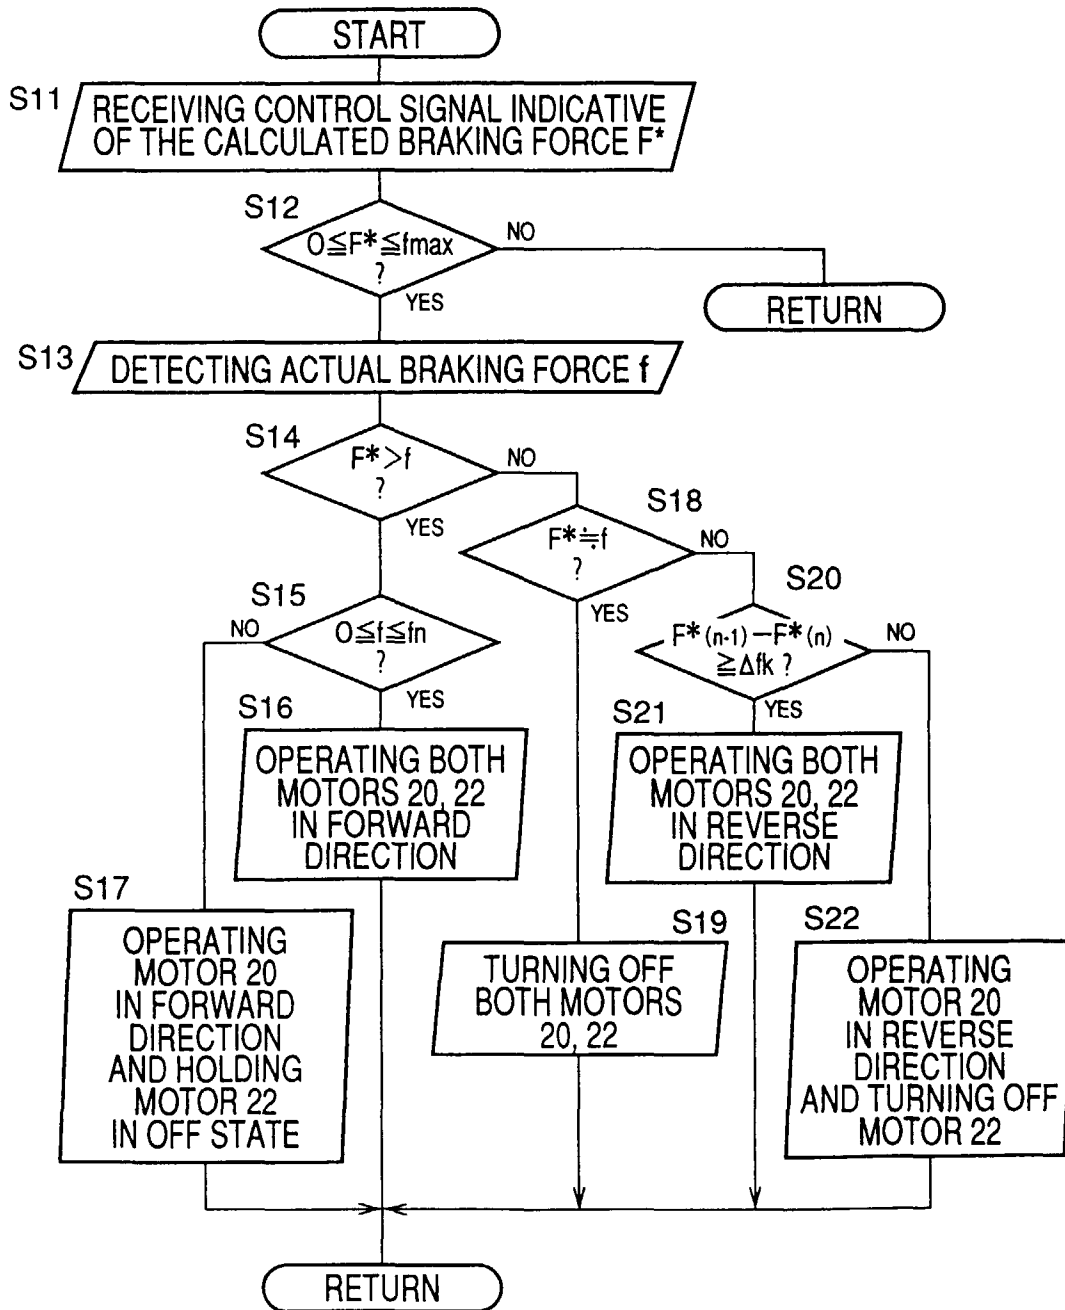 START
S11
RECEIVING CONTROL SIGNAL INDICATIVE
OF THE CALCULATED BRAKING FORCE F*
S12
O≦F*≦fmax
?
NO
YES
RETURN
S13
DETECTING ACTUAL BRAKING FORCE f
S14
F*>f
?
NO
YES
S18
F*≒f
?
NO
YES
S20
F*(n-1)−F*(n)
≧Δfk ?
NO
YES
S15
O≦f≦fn
?
NO
YES
S16
OPERATING BOTH
MOTORS 20, 22
IN FORWARD
DIRECTION
S21
OPERATING BOTH
MOTORS 20, 22
IN REVERSE
DIRECTION
S17
OPERATING
MOTOR 20
IN FORWARD
DIRECTION
AND HOLDING
MOTOR 22
IN OFF STATE
S19
TURNING OFF
BOTH MOTORS
20, 22
S22
OPERATING
MOTOR 20
IN REVERSE
DIRECTION
AND TURNING OFF
MOTOR 22
RETURN